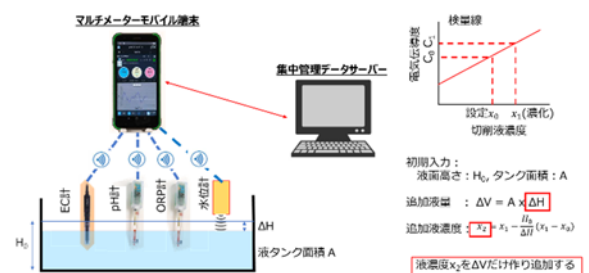 マルチメーターモバイル端末
集中管理データサーバー
EC計
pH計
ORP計
水位計
H₀
ΔH
液タンク面積 A
検量線
電気伝導度
C₁
C₀
設定x₀
x₁(濃化)
切削液濃度
初期入力:
液面高さ:H₀, タンク面積:A
追加液量 : ΔV = A x ΔH
追加液濃度: x₂ = x₁ − H₀/ΔH (x₁ − x₀)
液濃度x₂をΔVだけ作り追加する